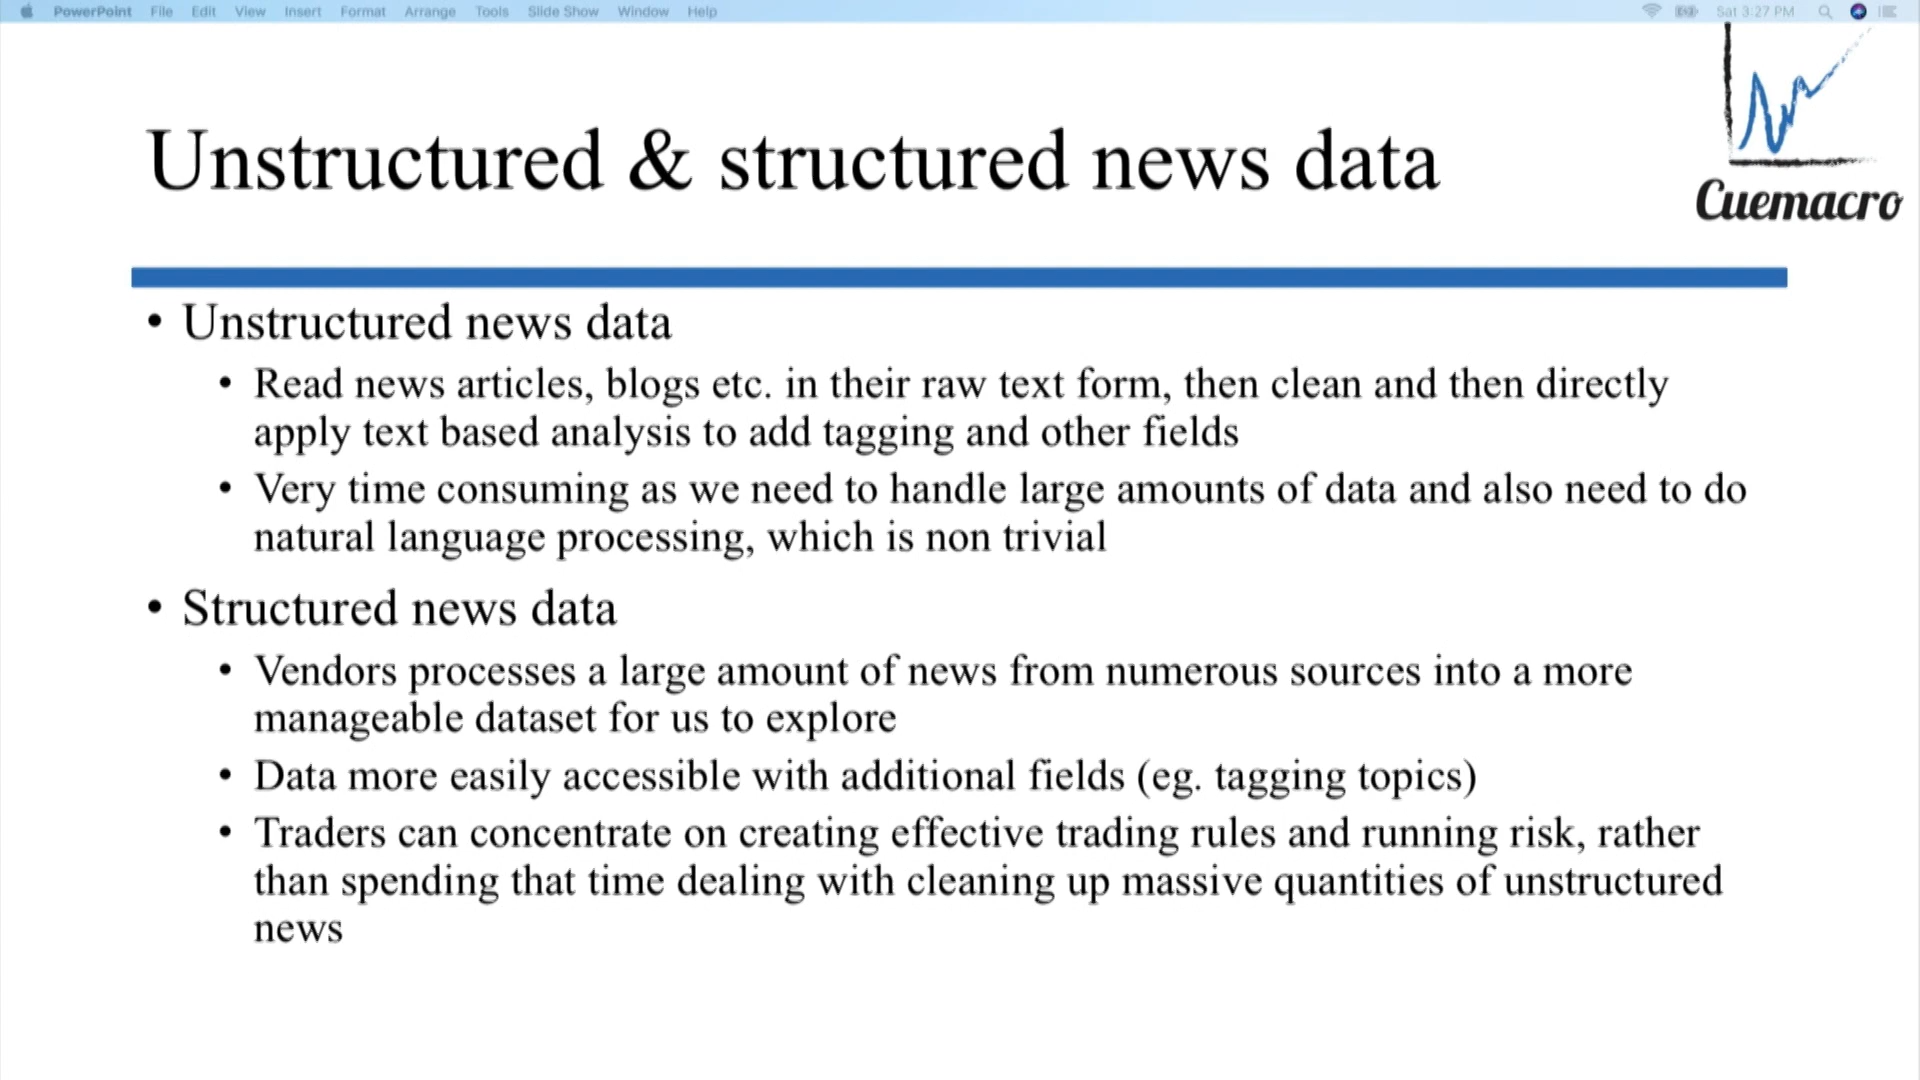 PowerPoint File Edit View Insert Format Arrange Tools Slide Show Window Help Sat 3:27 PM
Cuemacro
Unstructured & structured news data
• Unstructured news data
• Read news articles, blogs etc. in their raw text form, then clean and then directly
apply text based analysis to add tagging and other fields
• Very time consuming as we need to handle large amounts of data and also need to do
natural language processing, which is non trivial
• Structured news data
• Vendors processes a large amount of news from numerous sources into a more
manageable dataset for us to explore
• Data more easily accessible with additional fields (eg. tagging topics)
• Traders can concentrate on creating effective trading rules and running risk, rather
than spending that time dealing with cleaning up massive quantities of unstructured
news